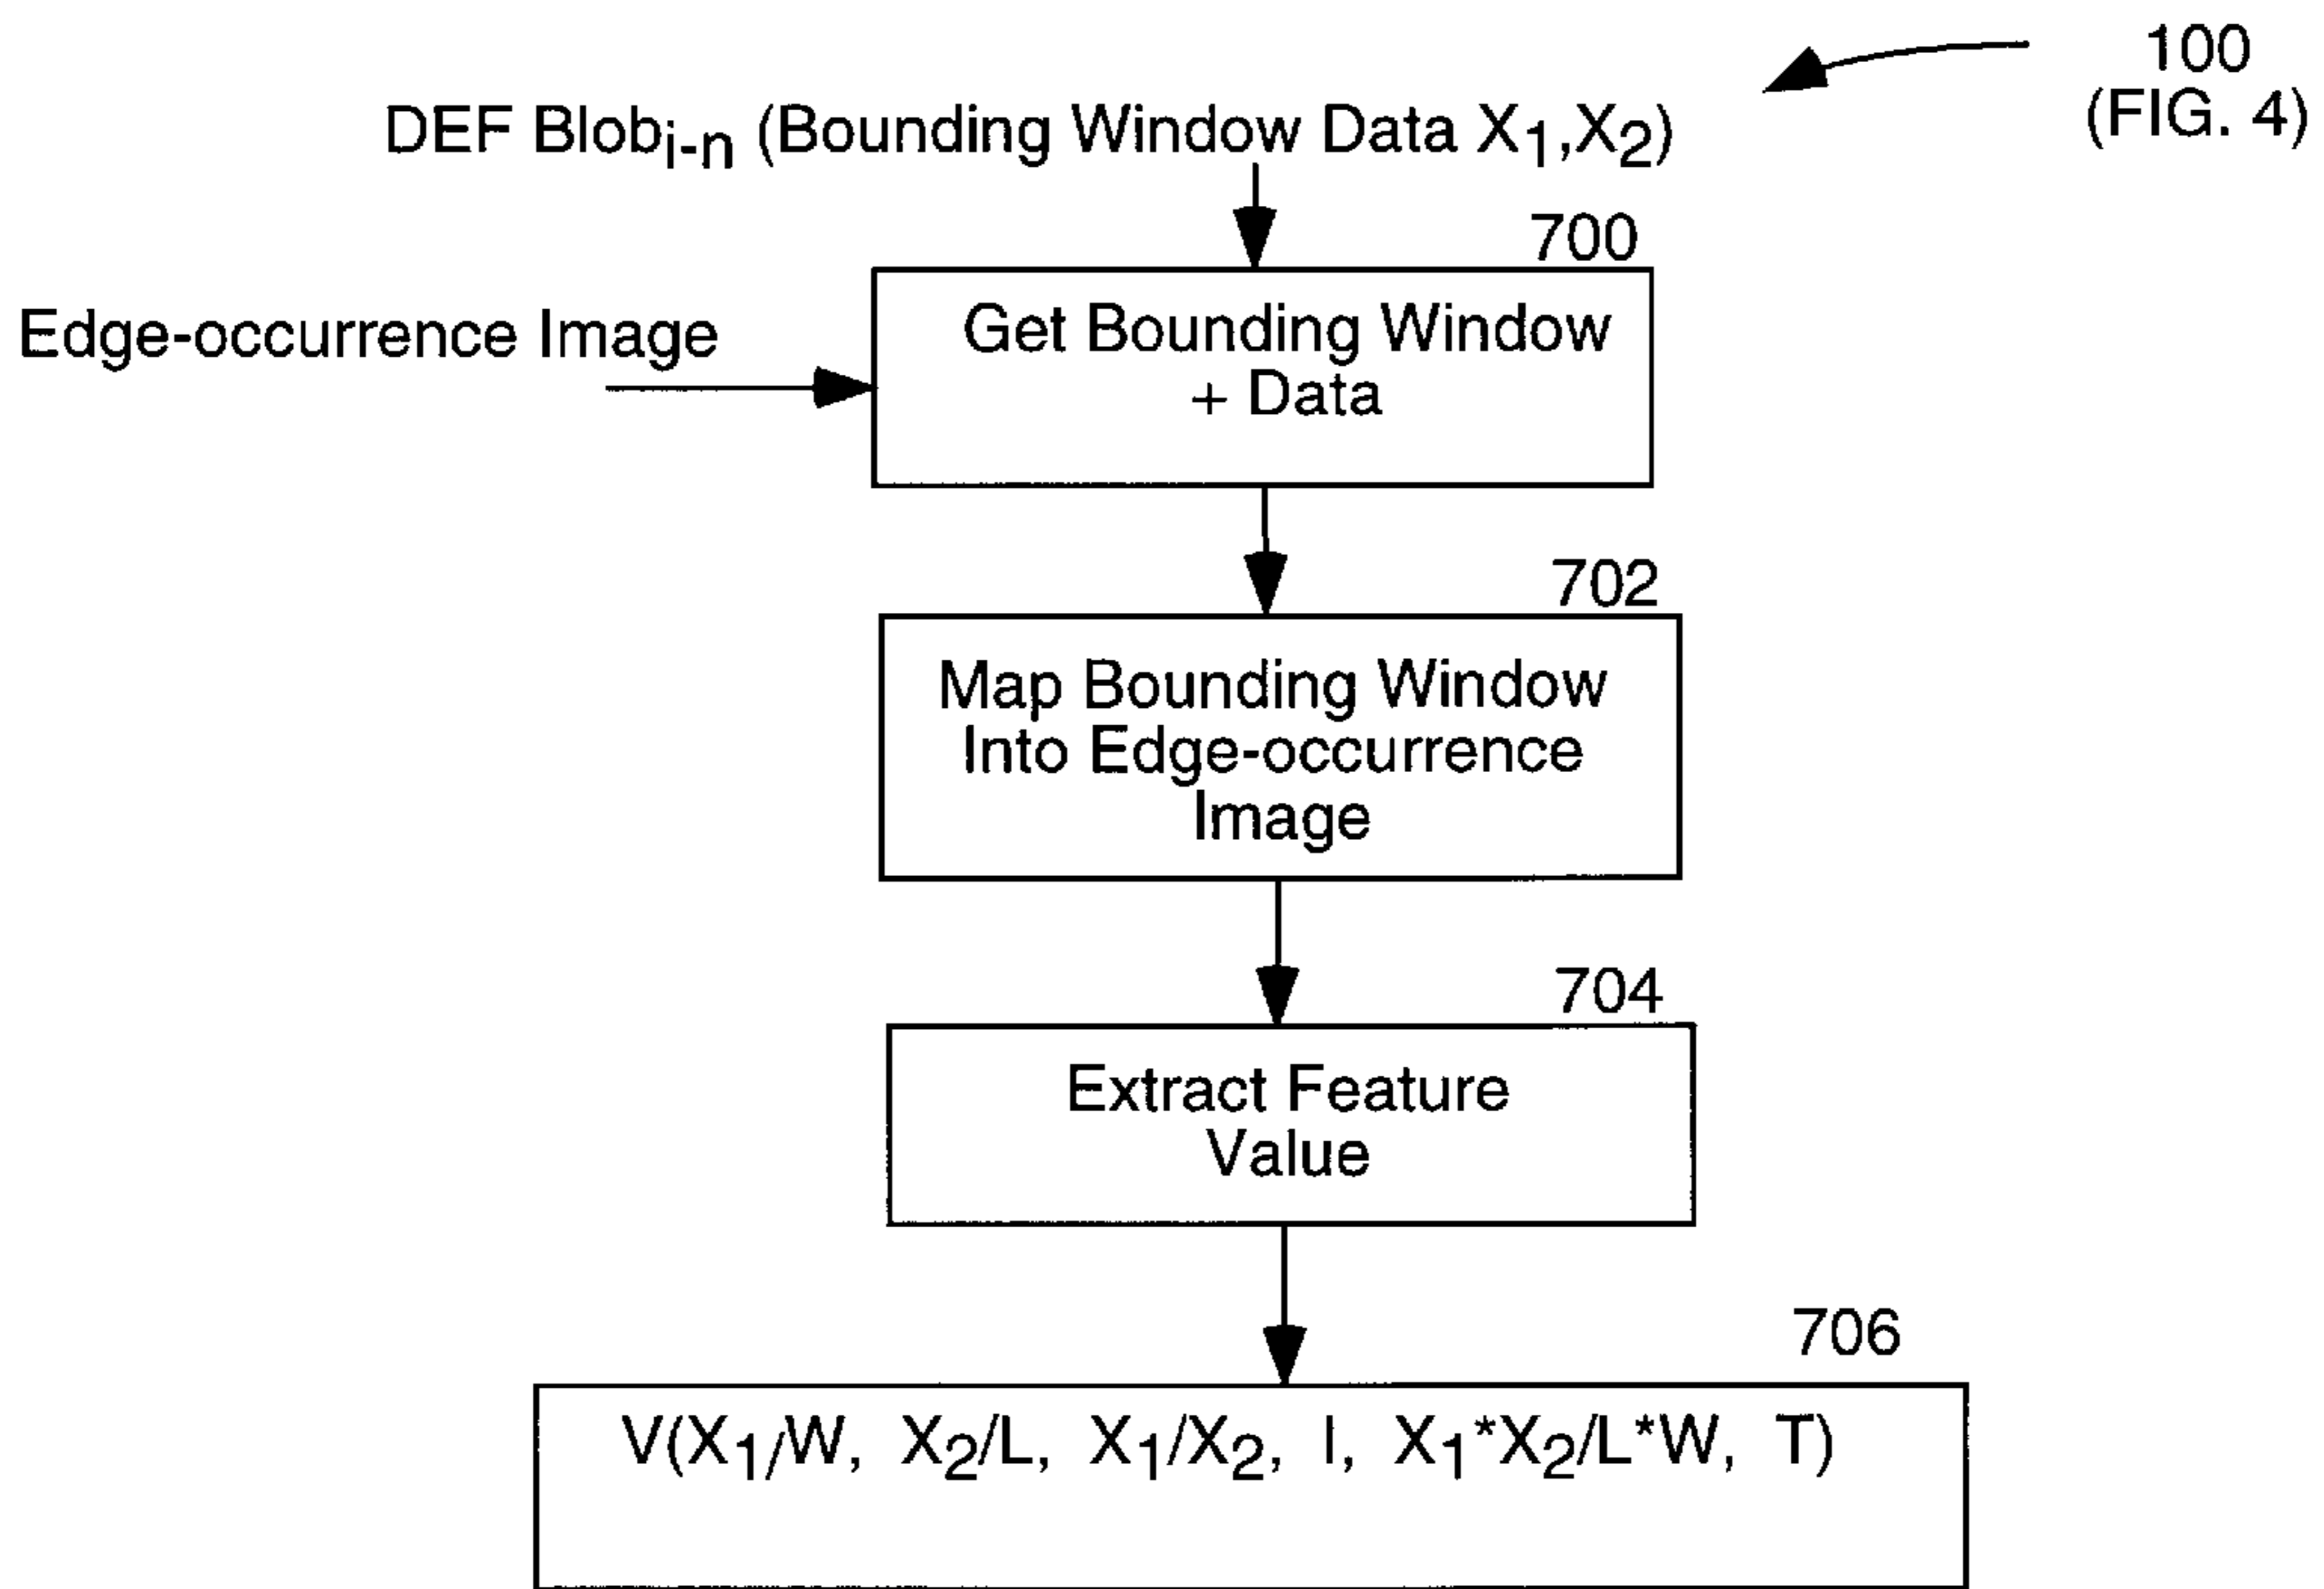 100
(FIG. 4)
DEF Blobi-n (Bounding Window Data X1,X2)
700
Edge-occurrence Image
Get Bounding Window
+ Data
702
Map Bounding Window
Into Edge-occurrence
Image
704
Extract Feature
Value
706
V(X1/W, X2/L, X1/X2, I, X1*X2/L*W, T)